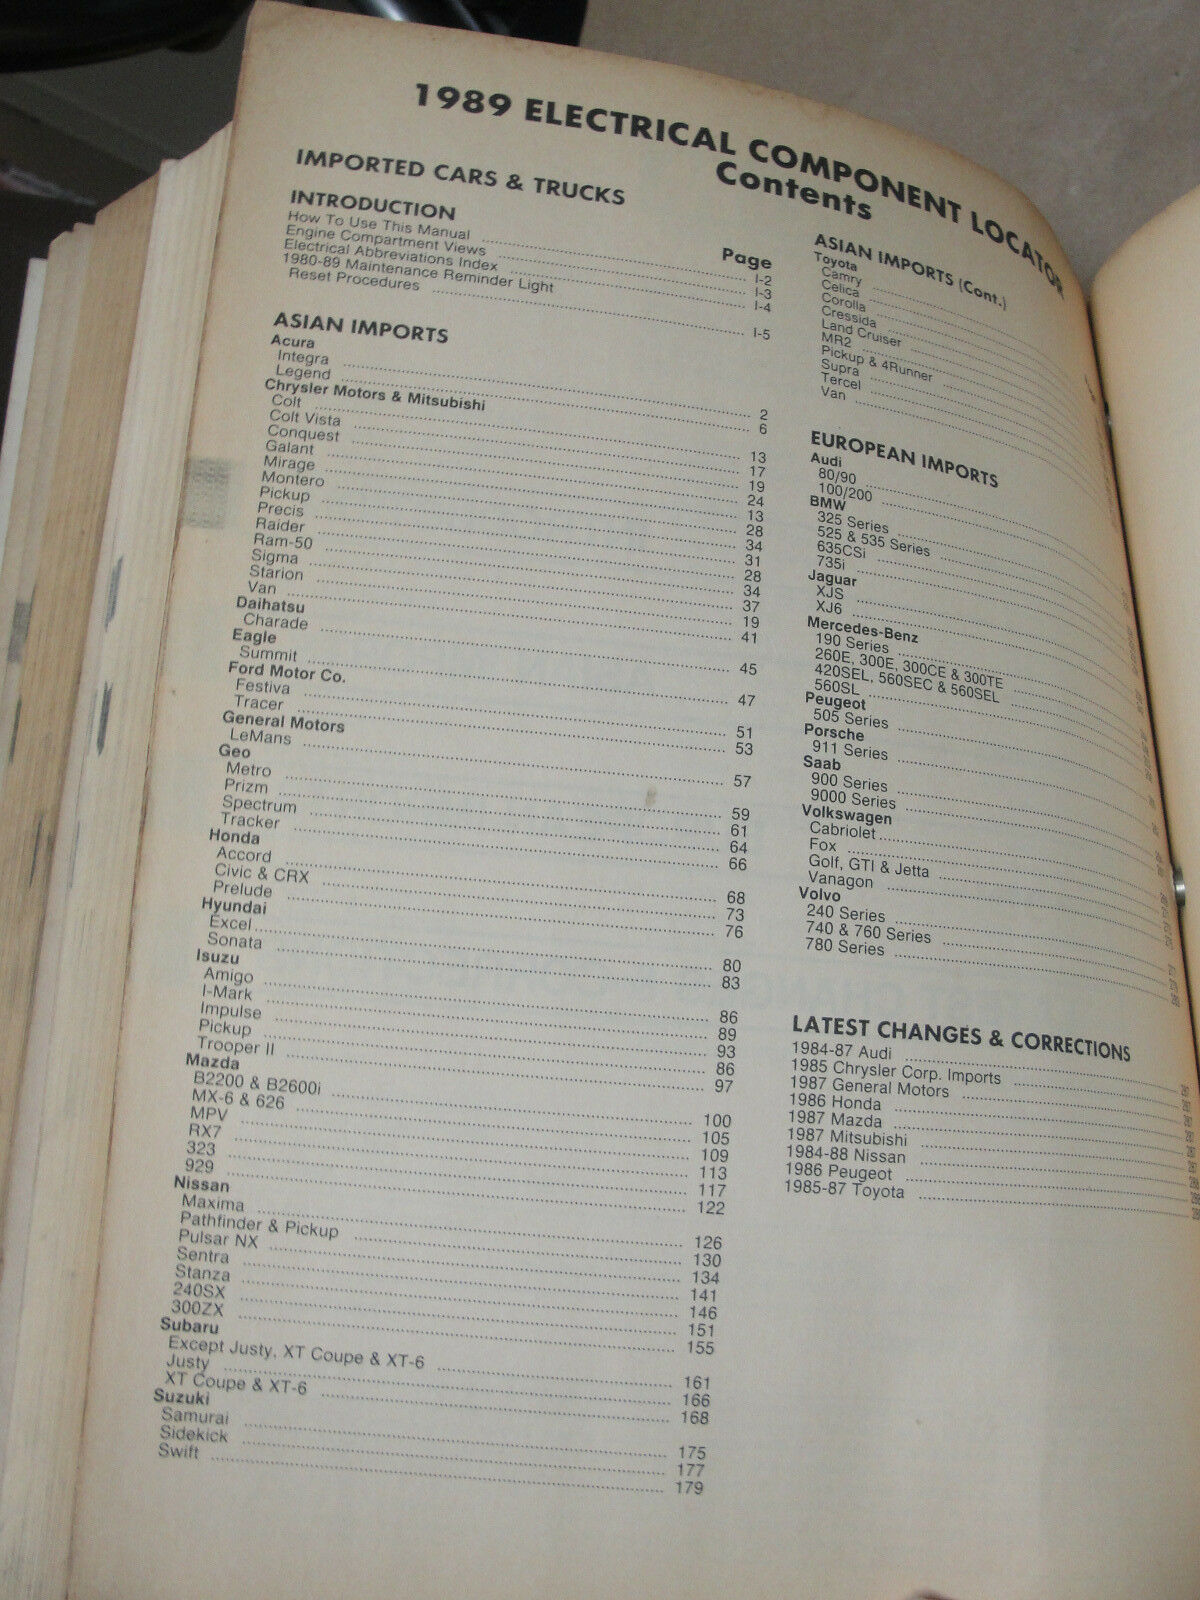 1989 ELECTRICAL COMPONENT LOCATOR
Contents
IMPORTED CARS & TRUCKS
INTRODUCTION
Page
How To Use This Manual I-2
Engine Compartment Views I-3
Electrical Abbreviations Index I-4
1980-89 Maintenance Reminder Light
Reset Procedures I-5
ASIAN IMPORTS
Acura
Integra 2
Legend 6
Chrysler Motors & Mitsubishi
Colt 13
Colt Vista 17
Conquest 19
Galant 24
Mirage 13
Montero 28
Pickup 34
Precis 31
Raider 28
Ram-50 34
Sigma 37
Starion 19
Van 41
Daihatsu
Charade 45
Eagle
Summit 47
Ford Motor Co.
Festiva 51
Tracer 53
General Motors
LeMans 57
Geo
Metro 59
Prizm 61
Spectrum 64
Tracker 66
Honda
Accord 68
Civic & CRX 73
Prelude 76
Hyundai
Excel 80
Sonata 83
Isuzu
Amigo 86
I-Mark 89
Impulse 93
Pickup 86
Trooper II 97
Mazda
B2200 & B2600i 100
MX-6 & 626 105
MPV 109
RX7 113
323 117
929 122
Nissan
Maxima 126
Pathfinder & Pickup 130
Pulsar NX 134
Sentra 141
Stanza 146
240SX 151
300ZX 155
Subaru
Except Justy, XT Coupe & XT-6 161
Justy 166
XT Coupe & XT-6 168
Suzuki
Samurai 175
Sidekick 177
Swift 179
ASIAN IMPORTS (Cont.)
Toyota
Camry
Celica
Corolla
Cressida
Land Cruiser
MR2
Pickup & 4Runner
Supra
Tercel
Van
EUROPEAN IMPORTS
Audi
80/90
100/200
BMW
325 Series
525 & 535 Series
635CSi
735i
Jaguar
XJS
XJ6
Mercedes-Benz
190 Series
260E, 300E, 300CE & 300TE
420SEL, 560SEC & 560SEL
560SL
Peugeot
505 Series
Porsche
911 Series
Saab
900 Series
9000 Series
Volkswagen
Cabriolet
Fox
Golf, GTI & Jetta
Vanagon
Volvo
240 Series
740 & 760 Series
780 Series
LATEST CHANGES & CORRECTIONS
1984-87 Audi
1985 Chrysler Corp. Imports
1987 General Motors
1986 Honda
1987 Mazda
1987 Mitsubishi
1984-88 Nissan
1986 Peugeot
1985-87 Toyota